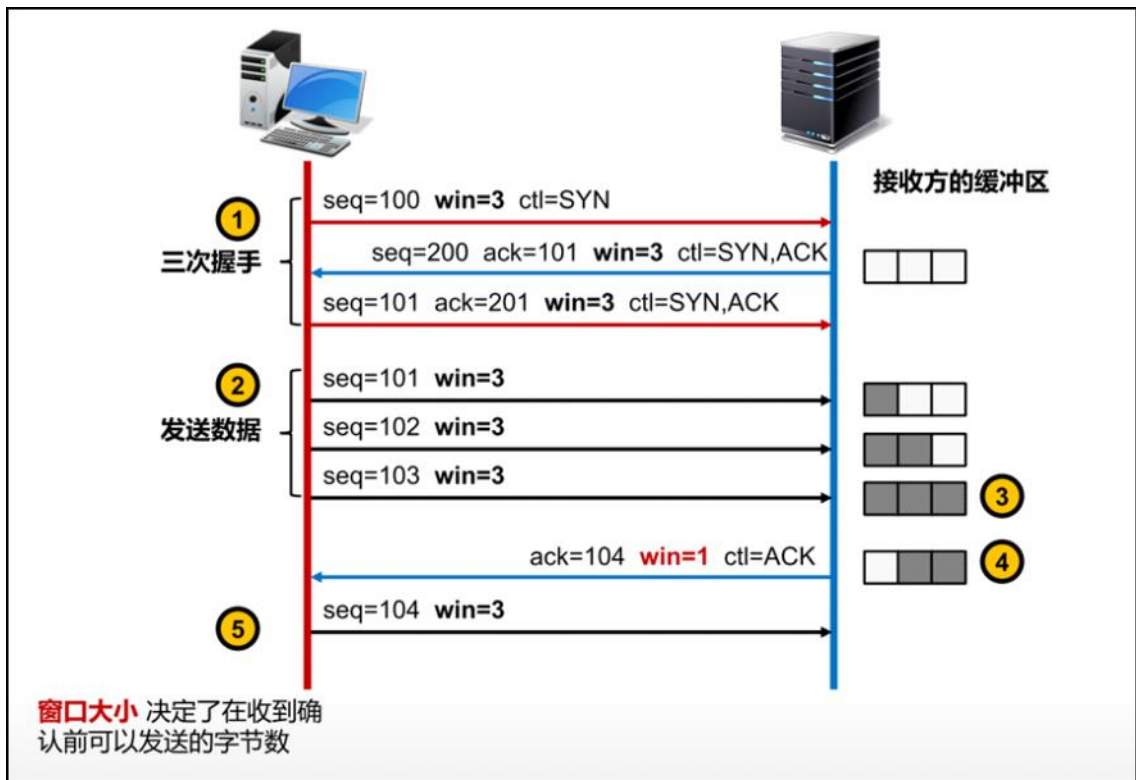 接收方的缓冲区
1
seq=100 win=3 ctl=SYN
三次握手
seq=200 ack=101 win=3 ctl=SYN,ACK
seq=101 ack=201 win=3 ctl=SYN,ACK
2
seq=101 win=3
发送数据
seq=102 win=3
seq=103 win=3
3
ack=104 win=1 ctl=ACK
4
5
seq=104 win=3
窗口大小 决定了在收到确
认前可以发送的字节数